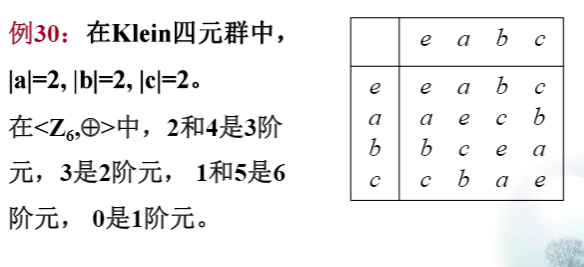 例30：在Klein四元群中，
|a|=2, |b|=2, |c|=2。
在<Z₆,⊕>中，2和4是3阶
元，3是2阶元， 1和5是6
阶元， 0是1阶元。
e a b c
e e a b c
a a e c b
b b c e a
c c b a e